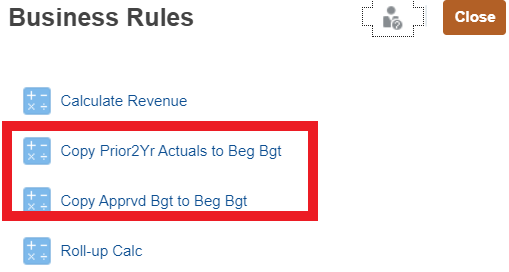 Business Rules
Close
Calculate Revenue
Copy Prior2Yr Actuals to Beg Bgt
Copy Apprvd Bgt to Beg Bgt
Roll-up Calc